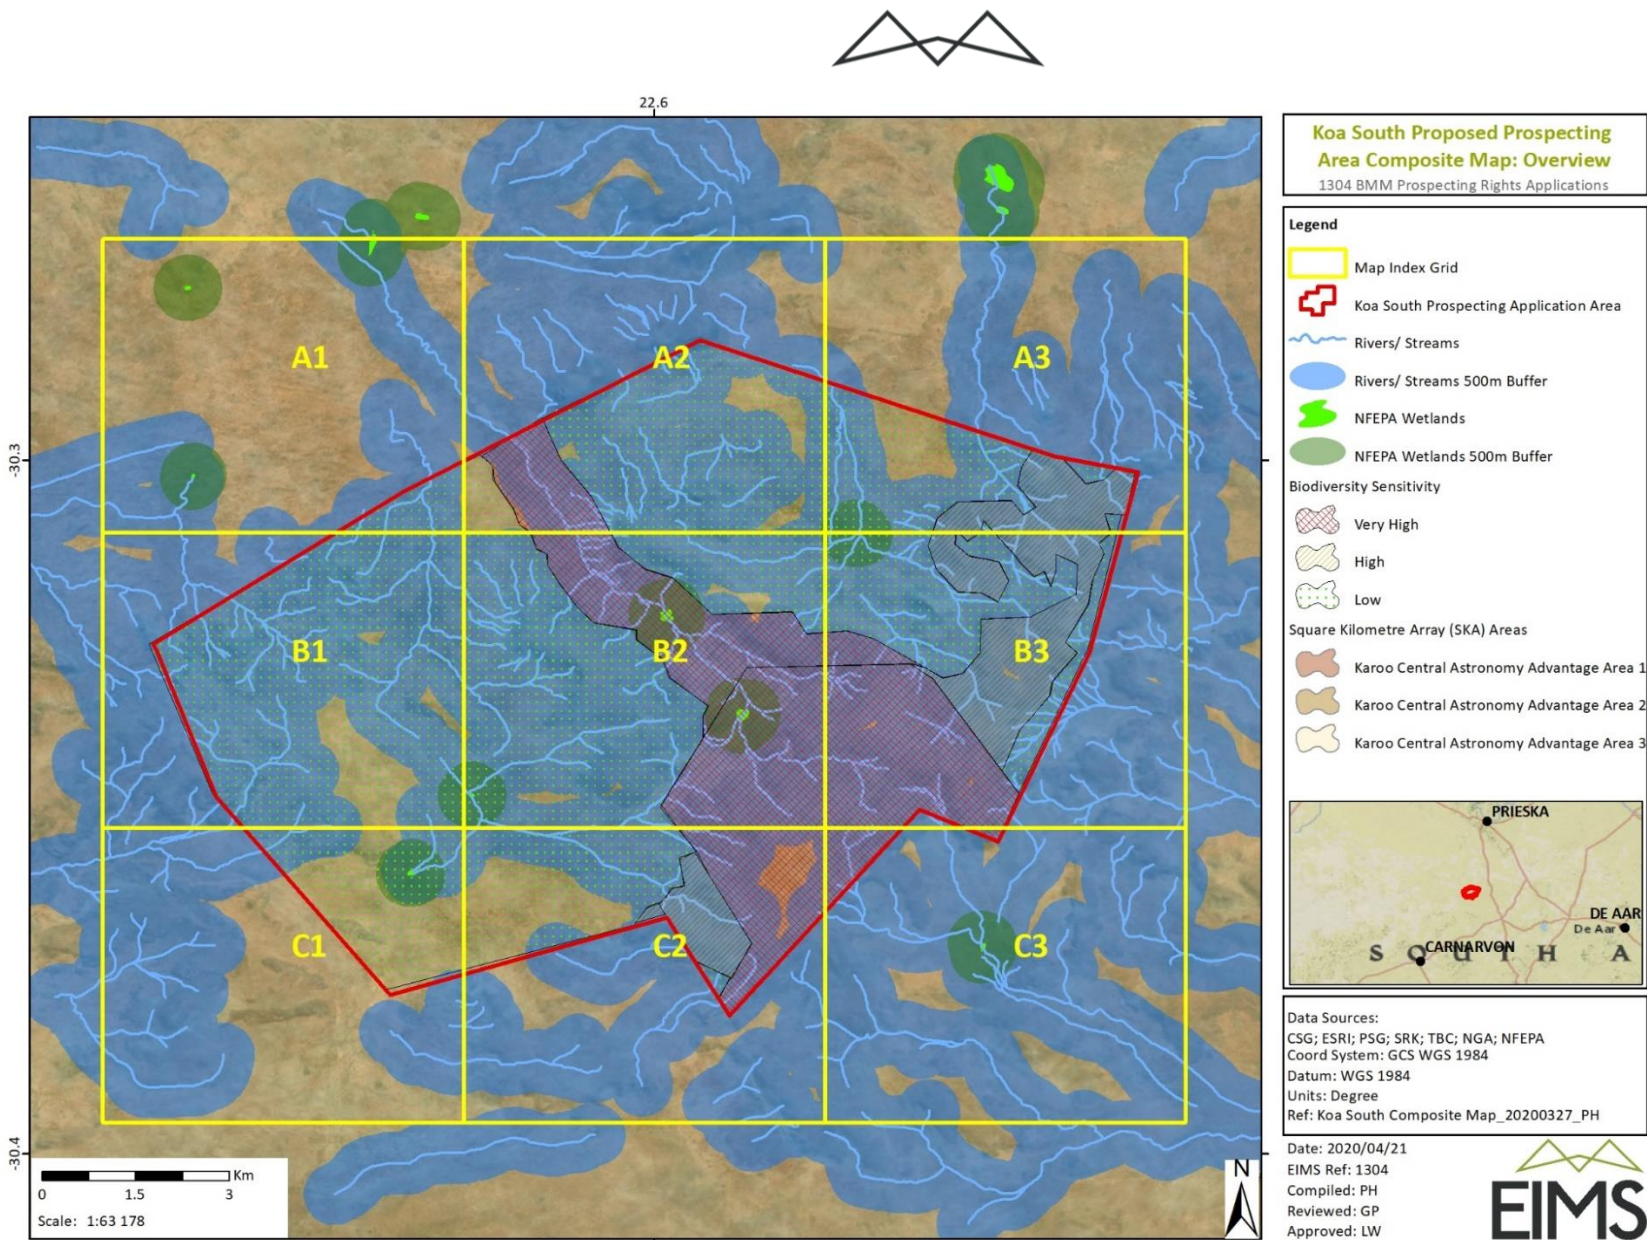 22.6
-30.3
-30.4
A1
A2
A3
B1
B2
B3
C1
C2
C3
Km
0 1.5 3
Scale: 1:63 178
N
Koa South Proposed Prospecting
Area Composite Map: Overview
1304 BMM Prospecting Rights Applications
Legend
Map Index Grid
Koa South Prospecting Application Area
Rivers/ Streams
Rivers/ Streams 500m Buffer
NFEPA Wetlands
NFEPA Wetlands 500m Buffer
Biodiversity Sensitivity
Very High
High
Low
Square Kilometre Array (SKA) Areas
Karoo Central Astronomy Advantage Area 1
Karoo Central Astronomy Advantage Area 2
Karoo Central Astronomy Advantage Area 3
PRIESKA
DE AAR
De Aar
CARNARVON
S O U T H A
Data Sources:
CSG; ESRI; PSG; SRK; TBC; NGA; NFEPA
Coord System: GCS WGS 1984
Datum: WGS 1984
Units: Degree
Ref: Koa South Composite Map_20200327_PH
Date: 2020/04/21
EIMS Ref: 1304
Compiled: PH
Reviewed: GP
Approved: LW
EIMS